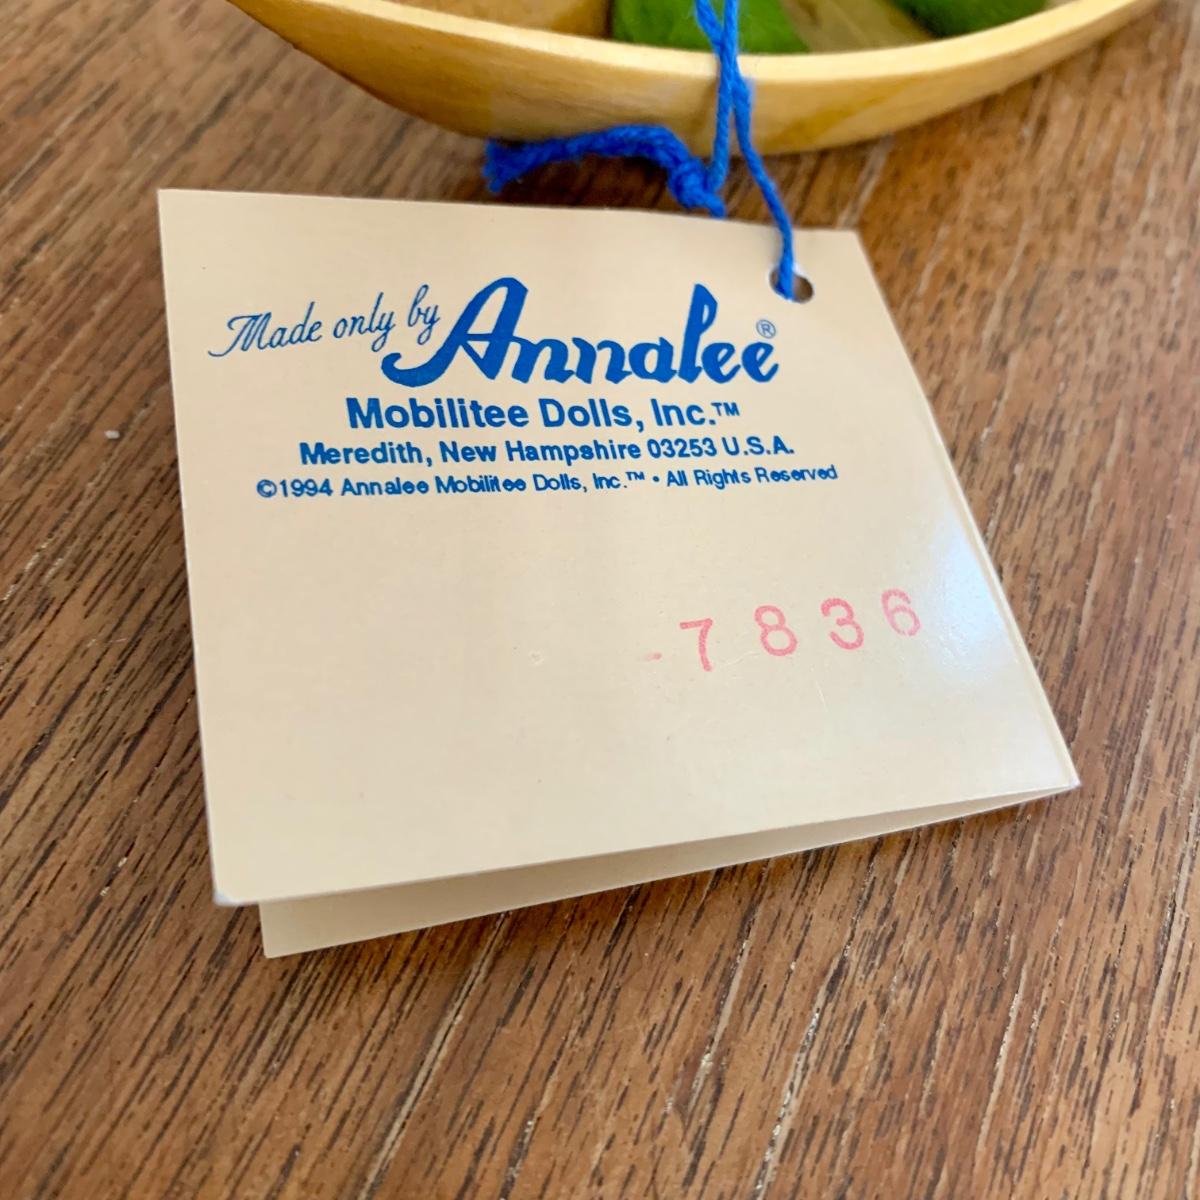 Made only by Annalee®
Mobilitee Dolls, Inc.™
Meredith, New Hampshire 03253 U.S.A.
©1994 Annalee Mobilitee Dolls, Inc.™ • All Rights Reserved
-7836